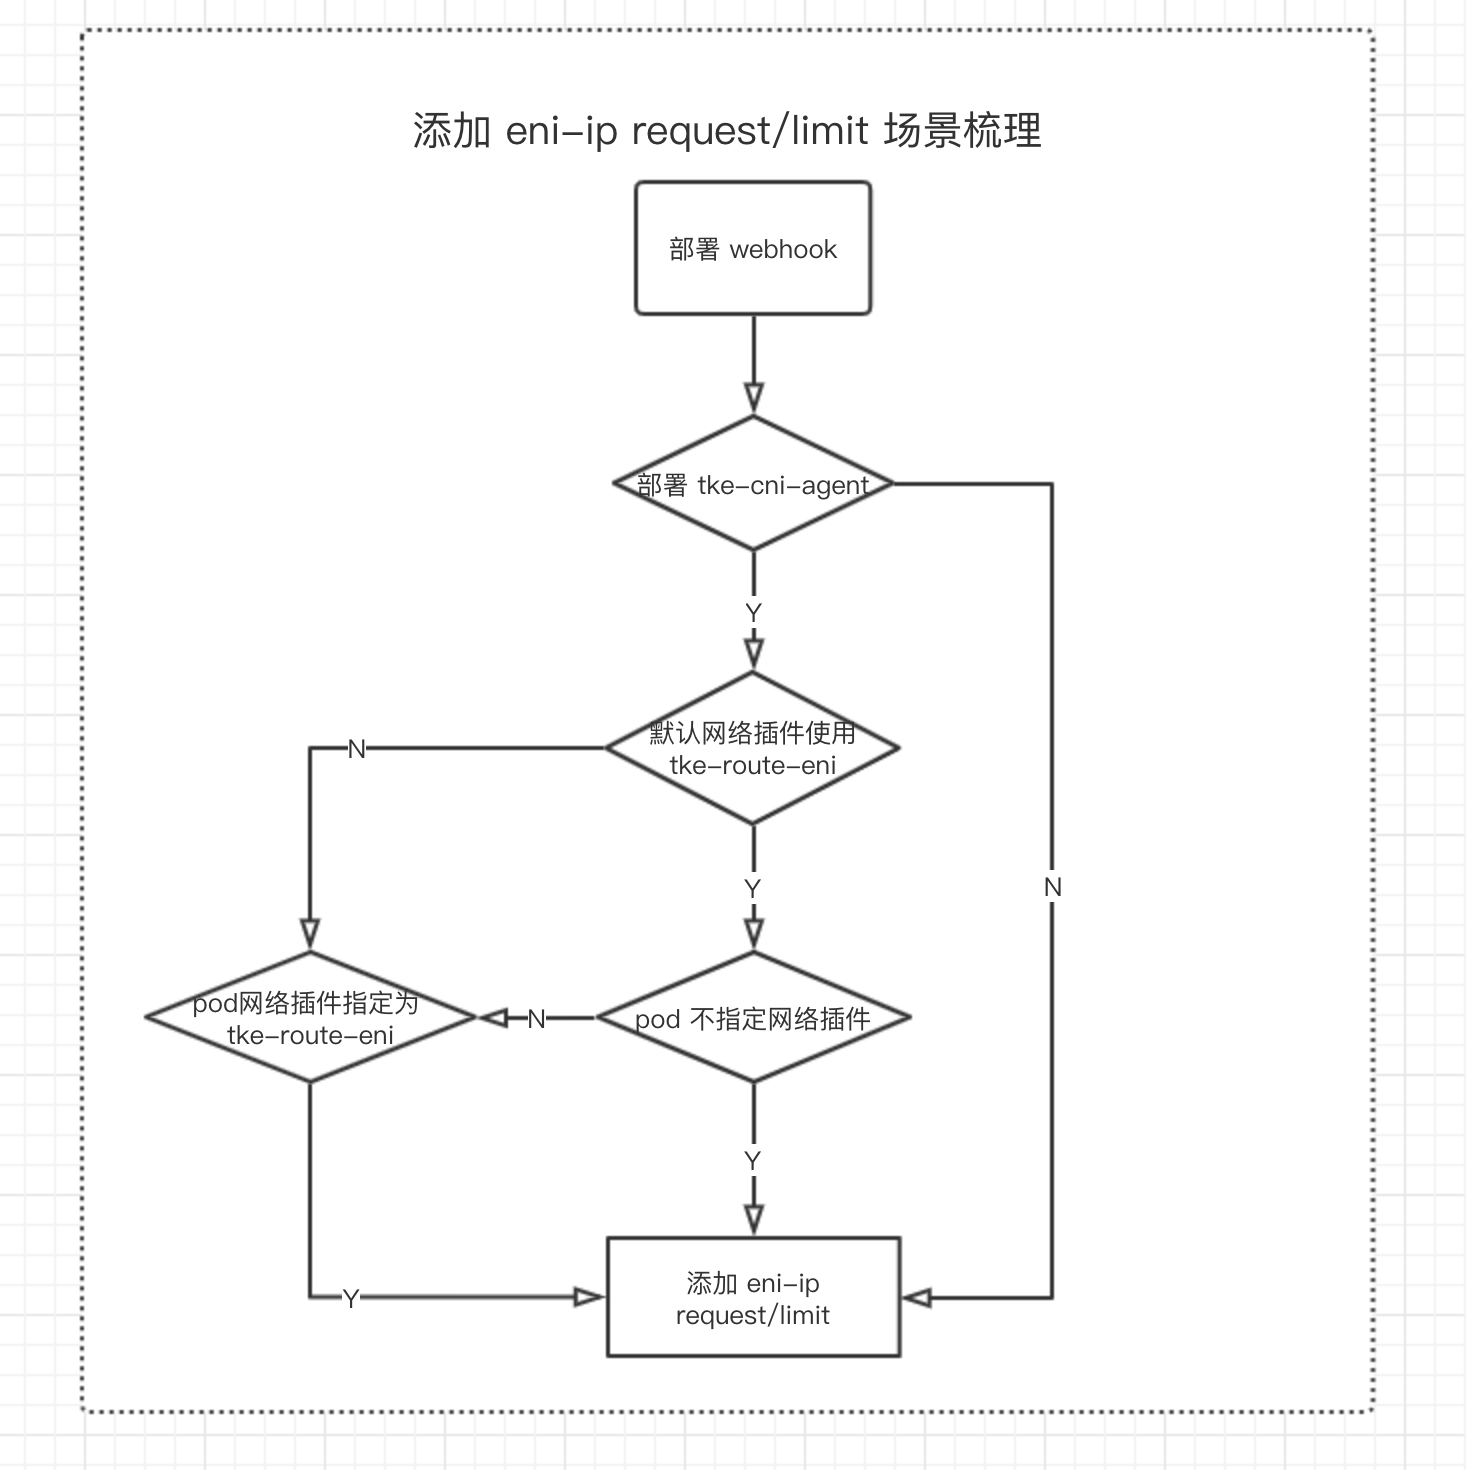 添加 eni-ip request/limit 场景梳理
部署 webhook
部署 tke-cni-agent
Y
默认网络插件使用
tke-route-eni
N
Y
N
pod网络插件指定为
tke-route-eni
N
pod 不指定网络插件
Y
添加 eni-ip
request/limit
Y